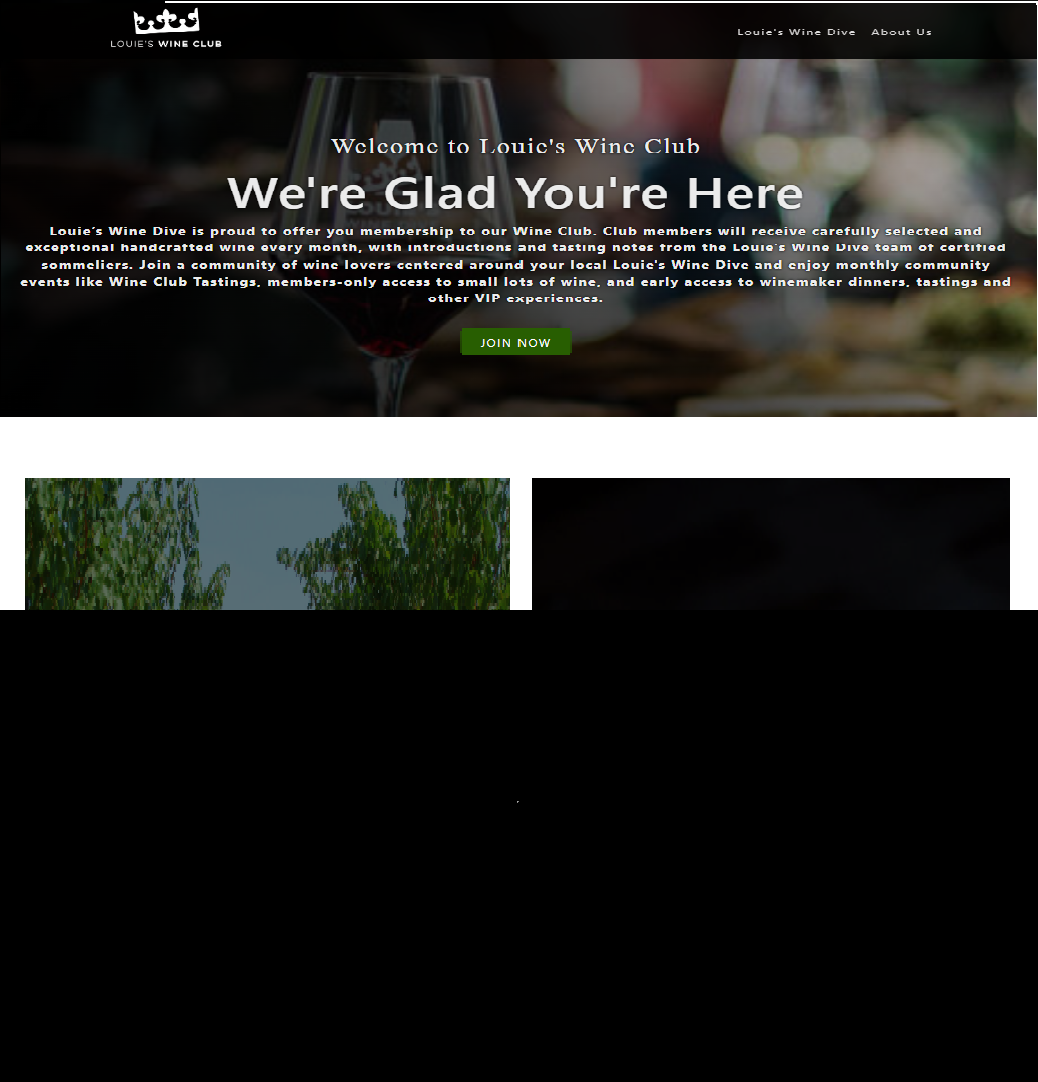 LOUIE'S WINE CLUB
Louie's Wine Dive About Us
Welcome to Louie's Wine Club
We're Glad You're Here
Louie's Wine Dive is proud to offer you membership to our Wine Club. Club members will receive carefully selected and
exceptional handcrafted wine every month, with introductions and tasting notes from the Louie's Wine Dive team of certified
sommeliers. Join a community of wine lovers centered around your local Louie's Wine Dive and enjoy monthly community
events like Wine Club Tastings, members-only access to small lots of wine, and early access to winemaker dinners, tastings and
other VIP experiences.
JOIN NOW